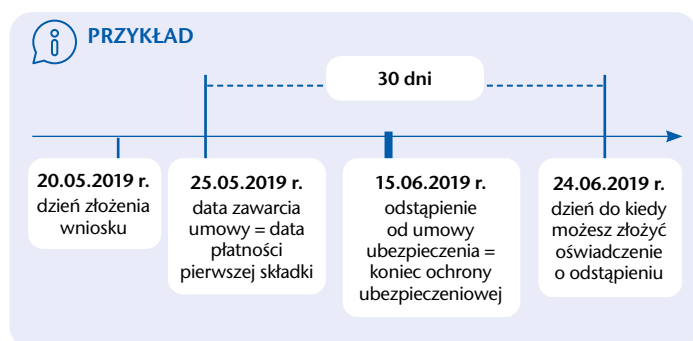 PRZYKŁAD
30 dni
20.05.2019 r.
dzień złożenia
wniosku
25.05.2019 r.
data zawarcia
umowy = data
płatności
pierwszej składki
15.06.2019 r.
odstąpienie
od umowy
ubezpieczenia =
koniec ochrony
ubezpieczeniowej
24.06.2019 r.
dzień do kiedy
możesz złożyć
oświadczenie
o odstąpieniu